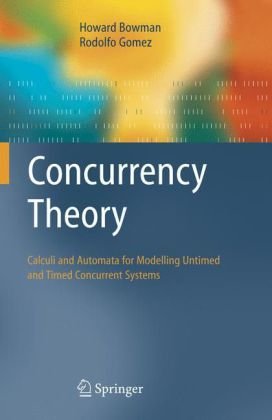 Howard Bowman
Rodolfo Gomez
Concurrency
Theory
Calculi and Automata for Modelling Untimed
and Timed Concurrent Systems
Springer